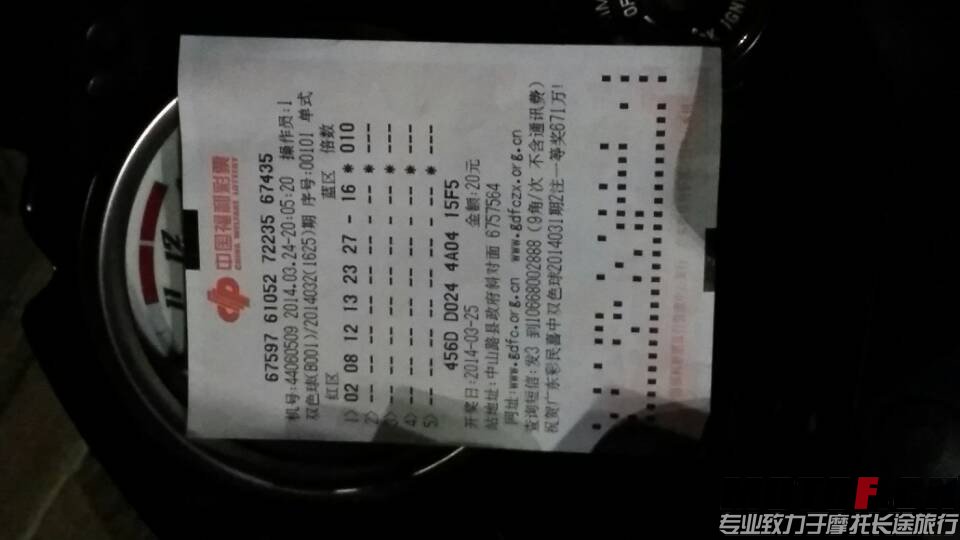 中国福利彩票
CHINA WELFARE LOTTERY
67597 61052 72235 67435
机号:44060509 2014.03.24-20:05:20 操作员:1
双色球(B001)/2014032(1625)期 序号:00101 单式
红区 蓝区 倍数
1)02 08 12 13 23 27 - 16 * 010
2)-- -- -- -- -- -- -- * ---
3)-- -- -- -- -- -- -- * ---
4)-- -- -- -- -- -- -- * ---
5)-- -- -- -- -- -- -- * ---
456D D024 4A04 15F5
开奖日:2014-03-25 金额:20元
站地址:中山路县政府斜对面 6757564
网址:www.gdfc.org.cn www.gdfczx.org.cn
查询短信:发3 到10668002888(9角/次 不含通讯费)
祝贺广东彩民喜中双色球2014031期2注一等奖671万!
IGN
专业致力于摩托长途旅行